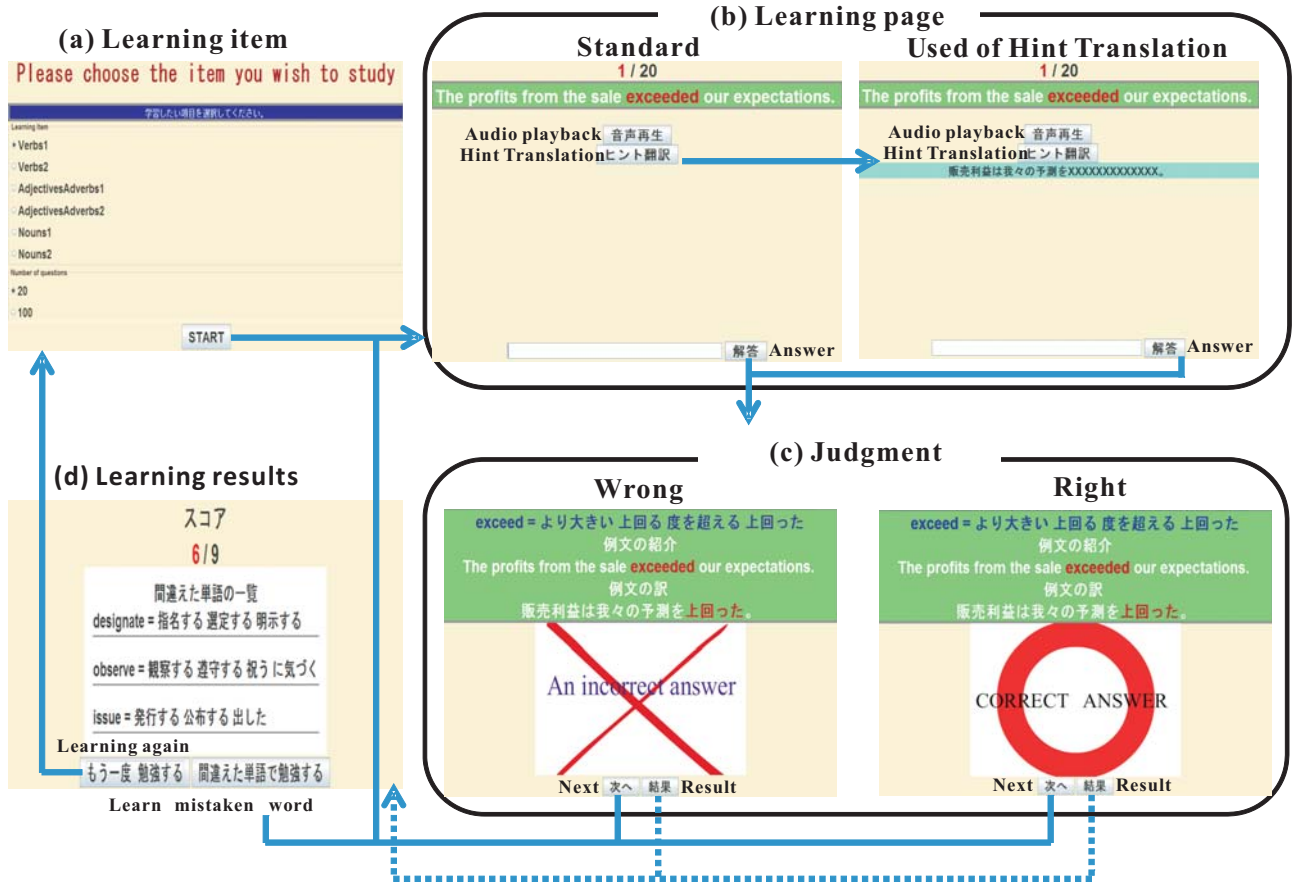 (a) Learning item
Please choose the item you wish to study
学習したい項目を選択してください。
Learning item
Verbs1
Verbs2
AdjectivesAdverbs1
AdjectivesAdverbs2
Nouns1
Nouns2
Number of questions
20
100
START
(b) Learning page
Standard
1 / 20
The profits from the sale exceeded our expectations.
Audio playback 音声再生
Hint Translation ヒント翻訳
解答 Answer
Used of Hint Translation
1 / 20
The profits from the sale exceeded our expectations.
Audio playback 音声再生
Hint Translation ヒント翻訳
販売利益は我々の予測をXXXXXXXXXXXXX。
解答 Answer
(c) Judgment
Wrong
exceed = より大きい 上回る 度を超える 上回った
例文の紹介
The profits from the sale exceeded our expectations.
例文の訳
販売利益は我々の予測を上回った。
An incorrect answer
Next 次へ 結果 Result
Right
exceed = より大きい 上回る 度を超える 上回った
例文の紹介
The profits from the sale exceeded our expectations.
例文の訳
販売利益は我々の予測を上回った。
CORRECT ANSWER
Next 次へ 結果 Result
(d) Learning results
スコア
6/9
間違えた単語の一覧
designate = 指名する 選定する 明示する
observe = 観察する 遵守する 祝う に気づく
issue = 発行する 公布する 出した
Learning again
もう一度 勉強する 間違えた単語で勉強する
Learn mistaken word